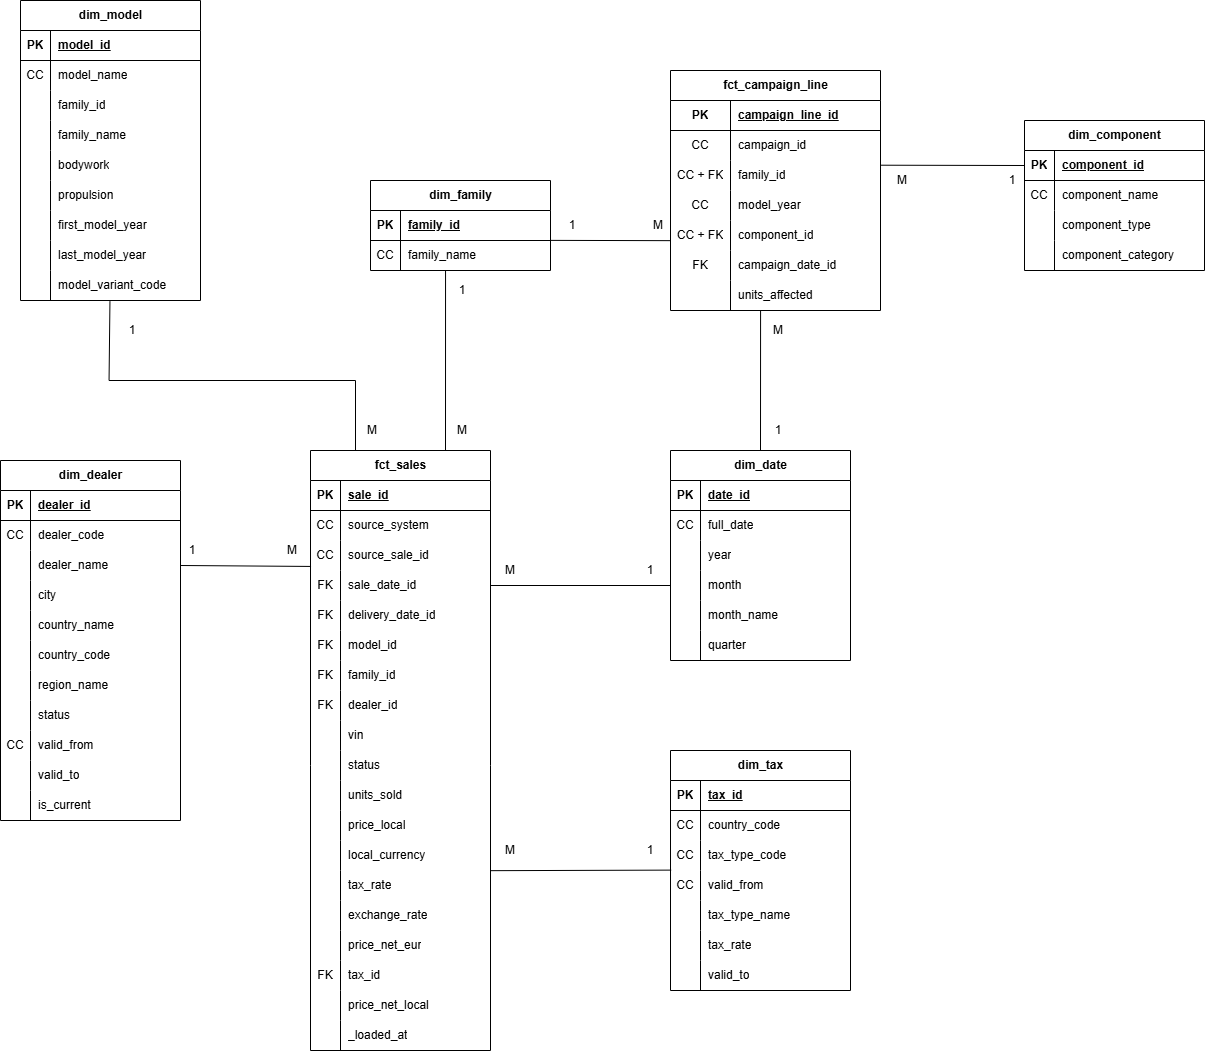 dim_model
PK model_id
CC model_name
family_id
family_name
bodywork
propulsion
first_model_year
last_model_year
model_variant_code
1
M
dim_family
PK family_id
CC family_name
1
M
1
M
fct_campaign_line
PK campaign_line_id
CC campaign_id
CC + FK family_id
CC model_year
CC + FK component_id
FK campaign_date_id
units_affected
M
1
M
1
dim_component
PK component_id
CC component_name
component_type
component_category
dim_dealer
PK dealer_id
CC dealer_code
dealer_name
city
country_name
country_code
region_name
status
CC valid_from
valid_to
is_current
1
M
fct_sales
PK sale_id
CC source_system
CC source_sale_id
FK sale_date_id
FK delivery_date_id
FK model_id
FK family_id
FK dealer_id
vin
status
units_sold
price_local
local_currency
tax_rate
exchange_rate
price_net_eur
FK tax_id
price_net_local
_loaded_at
M
1
dim_date
PK date_id
CC full_date
year
month
month_name
quarter
M
1
dim_tax
PK tax_id
CC country_code
CC tax_type_code
CC valid_from
tax_type_name
tax_rate
valid_to